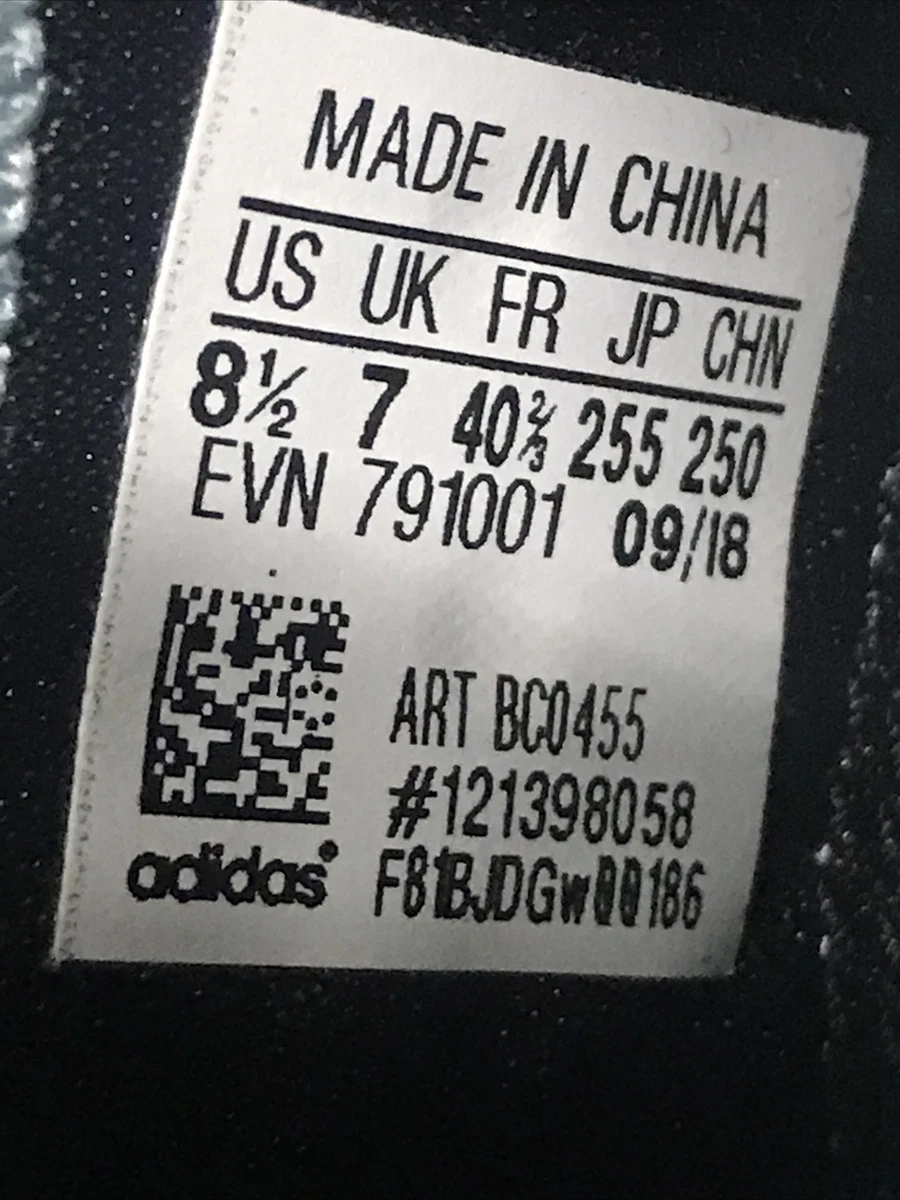 MADE IN CHINA
US UK FR JP CHN
8½ 7 40⅔ 255 250
EVN 791001 09/18
ART BC0455
#121398058
F81BJDGw00186
adidas